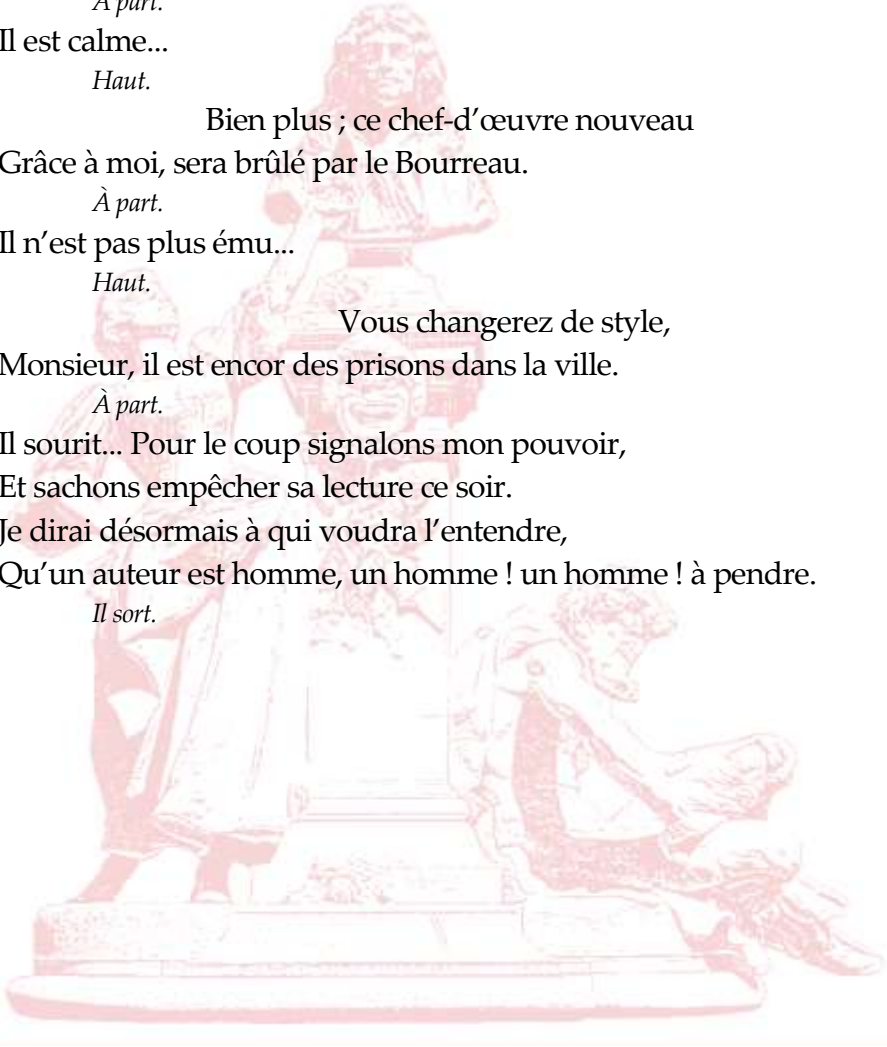 À part.
Il est calme...
Haut.
Bien plus ; ce chef-d’œuvre nouveau
Grâce à moi, sera brûlé par le Bourreau.
À part.
Il n’est pas plus ému...
Haut.
Vous changerez de style,
Monsieur, il est encor des prisons dans la ville.
À part.
Il sourit... Pour le coup signalons mon pouvoir,
Et sachons empêcher sa lecture ce soir.
Je dirai désormais à qui voudra l’entendre,
Qu’un auteur est homme, un homme ! un homme ! à pendre.
Il sort.